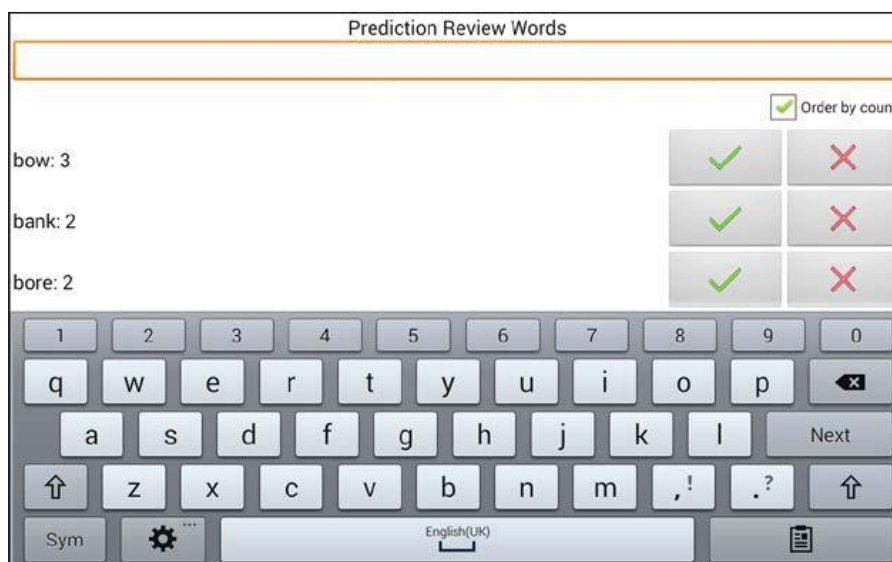 Prediction Review Words
Order by coun
bow: 3
bank: 2
bore: 2
1 2 3 4 5 6 7 8 9 0
q w e r t y u i o p
a s d f g h j k l Next
z x c v b n m ,! .?
Sym ... English(UK)